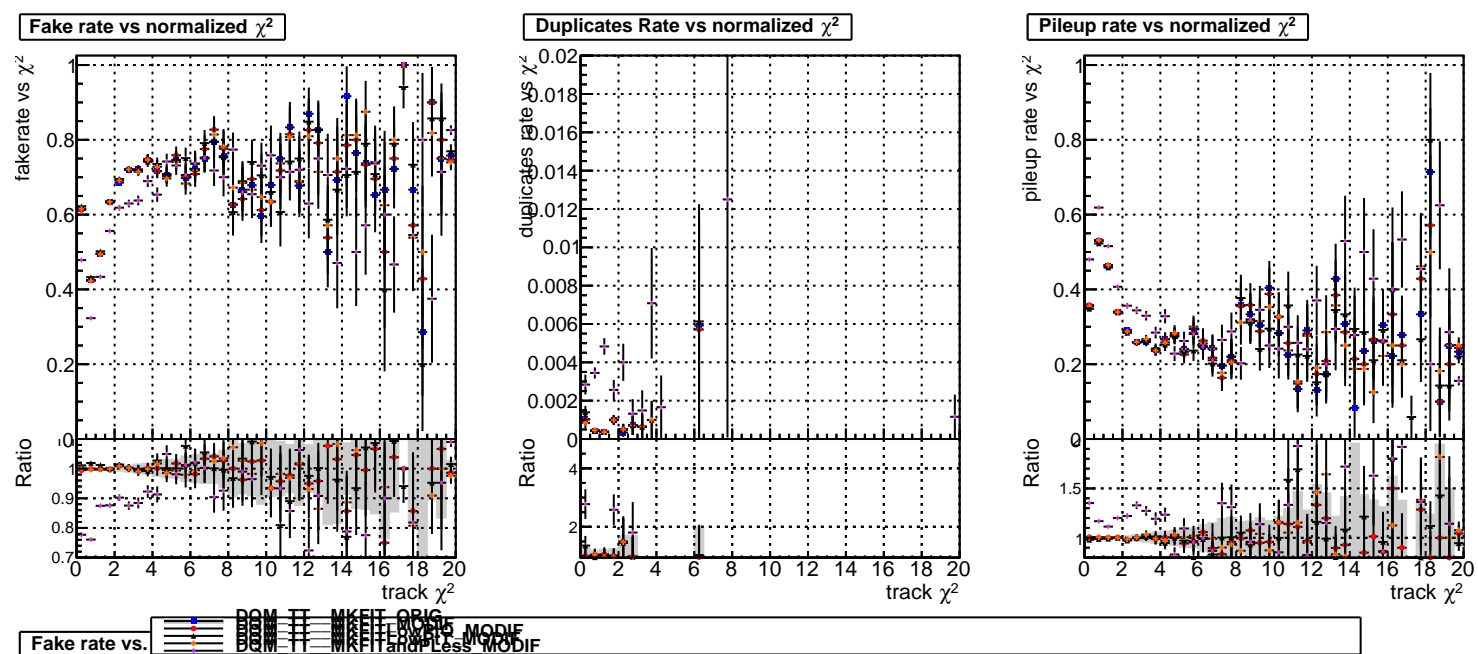 Fake rate vs normalized χ²
Duplicates Rate vs normalized χ²
Pileup rate vs normalized χ²
fakerate vs χ²
1
0.8
0.6
0.4
0.2
0
Ratio
1
0.9
0.8
0.7
0 2 4 6 8 10 12 14 16 18 20
track χ²
duplicates rate vs χ²
0.02
0.018
0.016
0.014
0.012
0.01
0.008
0.006
0.004
0.002
0
Ratio
4
2
0 2 4 6 8 10 12 14 16 18 20
track χ²
pileup rate vs χ²
1
0.8
0.6
0.4
0.2
0
Ratio
1.5
1
0 2 4 6 8 10 12 14 16 18 20
track χ²
Fake rate vs.
DQM_TT___MKFIT_ORIG
DQM_TT___MKFIT_MODIF
DQM_TT___MKFITandPLess_MODIF